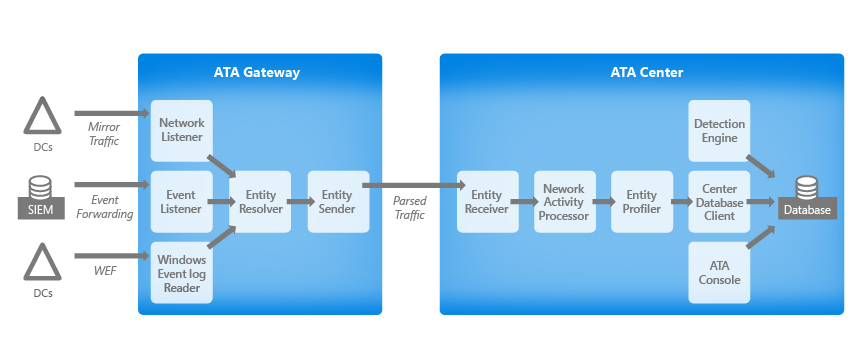 ATA Gateway
ATA Center
DCs
Mirror
Traffic
SIEM
Event
Forwarding
DCs
WEF
Network
Listener
Event
Listener
Windows
Event log
Reader
Entity
Resolver
Entity
Sender
Parsed
Traffic
Entity
Receiver
Nework
Activity
Processor
Entity
Profiler
Detection
Engine
Center
Database
Client
ATA
Console
Database